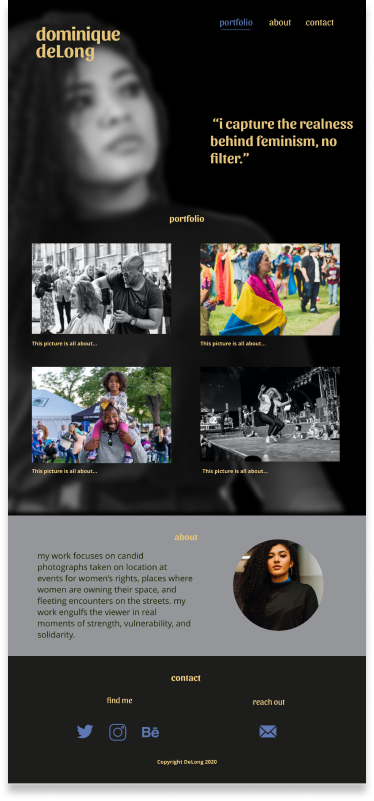 portfolio about contact
dominique
deLong
“i capture the realness
behind feminism, no
filter.”
portfolio
This picture is all about...
This picture is all about...
This picture is all about...
This picture is all about...
about
my work focuses on candid
photographs taken on location at
events for women's rights, places where
women are owning their space, and
fleeting encounters on the streets. my
work engulfs the viewer in real
moments of strength, vulnerability, and
solidarity.
contact
find me
reach out
Bē
Copyright DeLong 2020